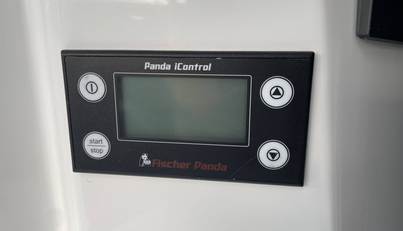 Panda iControl
start
stop
Fischer Panda